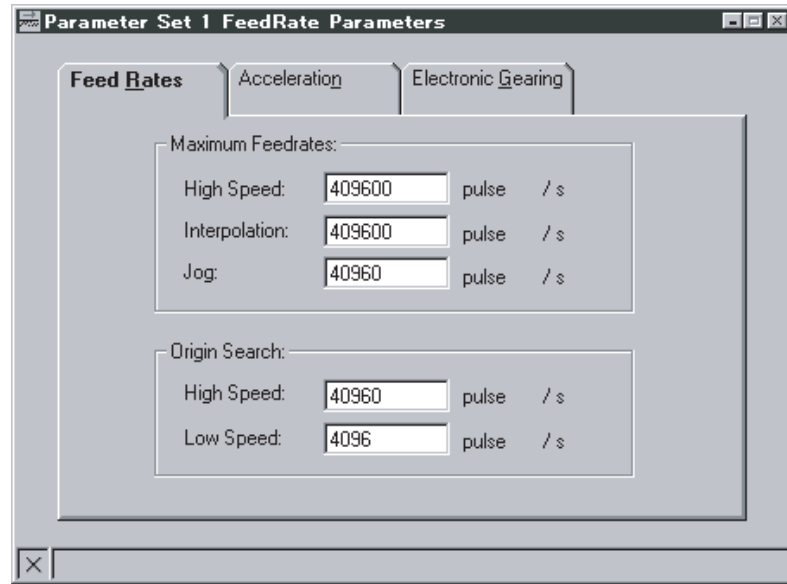 Parameter Set 1 FeedRate Parameters
Feed Rates Acceleration Electronic Gearing
Maximum Feedrates:
High Speed: 409600 pulse / s
Interpolation: 409600 pulse / s
Jog: 40960 pulse / s
Origin Search:
High Speed: 40960 pulse / s
Low Speed: 4096 pulse / s